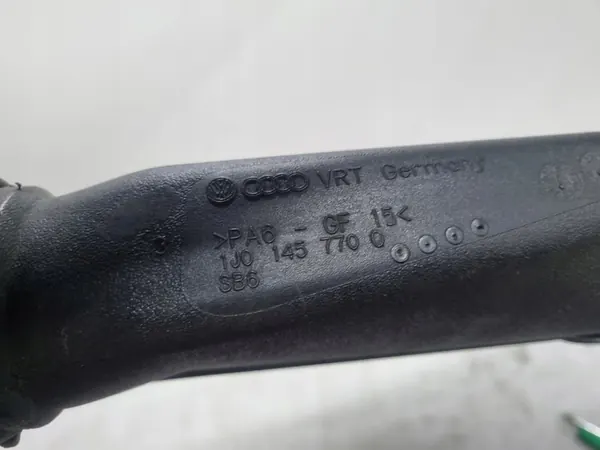 VRT Germany
>PA6 - GF 15<
1J0 145 770 Q
SB6